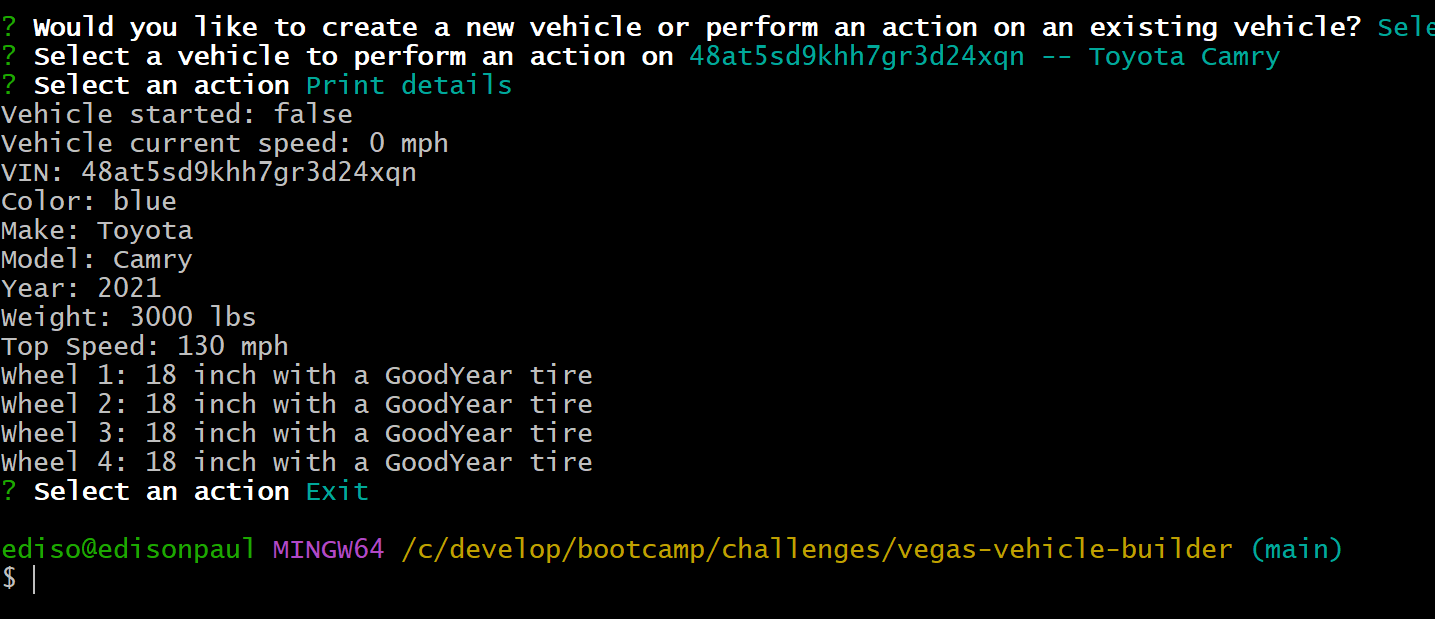 ? Would you like to create a new vehicle or perform an action on an existing vehicle? Sele
? Select a vehicle to perform an action on 48at5sd9khh7gr3d24xqn -- Toyota Camry
? Select an action Print details
Vehicle started: false
Vehicle current speed: 0 mph
VIN: 48at5sd9khh7gr3d24xqn
Color: blue
Make: Toyota
Model: Camry
Year: 2021
Weight: 3000 lbs
Top Speed: 130 mph
Wheel 1: 18 inch with a GoodYear tire
Wheel 2: 18 inch with a GoodYear tire
Wheel 3: 18 inch with a GoodYear tire
Wheel 4: 18 inch with a GoodYear tire
? Select an action Exit
ediso@edisonpaul MINGW64 /c/develop/bootcamp/challenges/vegas-vehicle-builder (main)
$